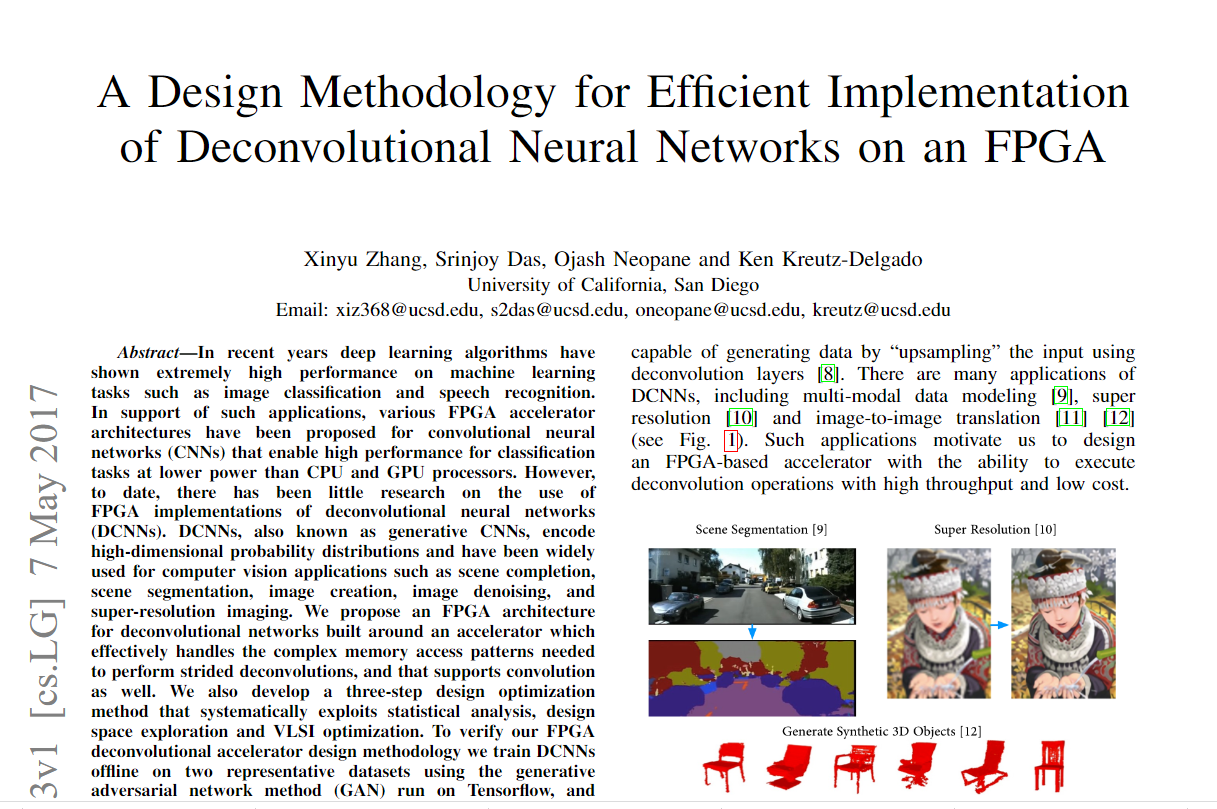 A Design Methodology for Efficient Implementation
of Deconvolutional Neural Networks on an FPGA
Xinyu Zhang, Srinjoy Das, Ojash Neopane and Ken Kreutz-Delgado
University of California, San Diego
Email: xiz368@ucsd.edu, s2das@ucsd.edu, oneopane@ucsd.edu, kreutz@ucsd.edu
Abstract—In recent years deep learning algorithms have
shown extremely high performance on machine learning
tasks such as image classification and speech recognition.
In support of such applications, various FPGA accelerator
architectures have been proposed for convolutional neural
networks (CNNs) that enable high performance for classification
tasks at lower power than CPU and GPU processors. However,
to date, there has been little research on the use of
FPGA implementations of deconvolutional neural networks
(DCNNs). DCNNs, also known as generative CNNs, encode
high-dimensional probability distributions and have been widely
used for computer vision applications such as scene completion,
scene segmentation, image creation, image denoising, and
super-resolution imaging. We propose an FPGA architecture
for deconvolutional networks built around an accelerator which
effectively handles the complex memory access patterns needed
to perform strided deconvolutions, and that supports convolution
as well. We also develop a three-step design optimization
method that systematically exploits statistical analysis, design
space exploration and VLSI optimization. To verify our FPGA
deconvolutional accelerator design methodology we train DCNNs
offline on two representative datasets using the generative
adversarial network method (GAN) run on Tensorflow, and
capable of generating data by “upsampling” the input using
deconvolution layers [8]. There are many applications of
DCNNs, including multi-modal data modeling [9], super
resolution [10] and image-to-image translation [11] [12]
(see Fig. 1). Such applications motivate us to design
an FPGA-based accelerator with the ability to execute
deconvolution operations with high throughput and low cost.
Scene Segmentation [9]
Super Resolution [10]
Generate Synthetic 3D Objects [12]
3v1 [cs.LG] 7 May 2017